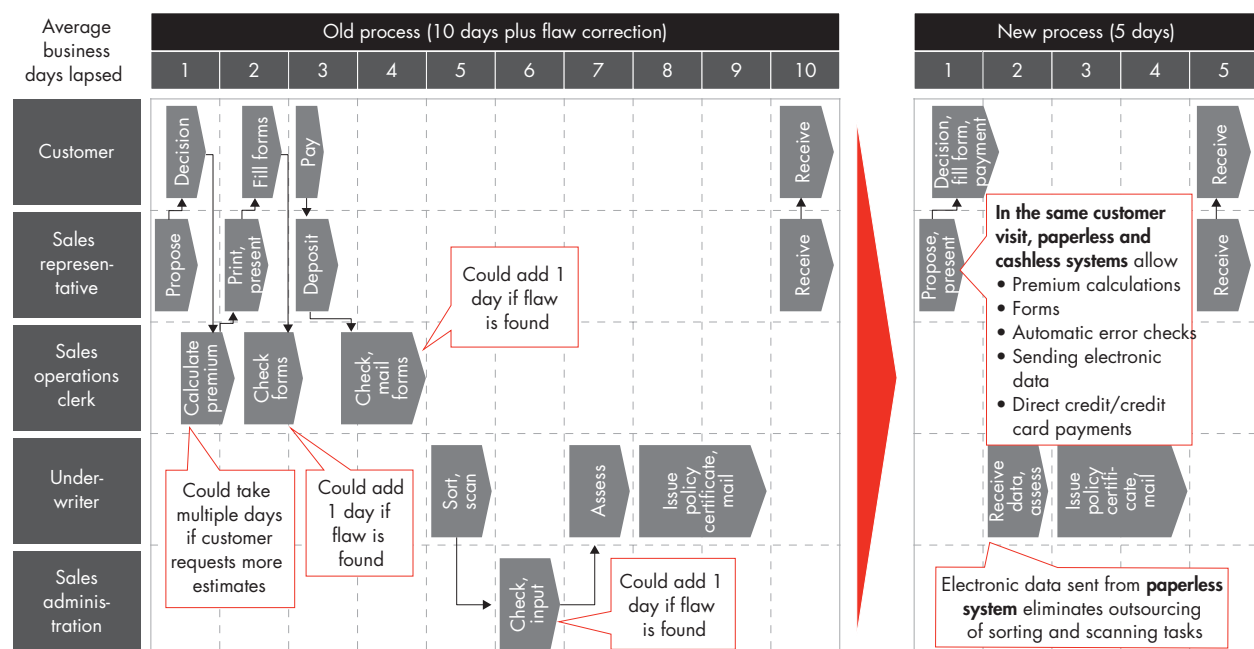 Average
business
days lapsed
Old process (10 days plus flaw correction)
1 2 3 4 5 6 7 8 9 10
New process (5 days)
1 2 3 4 5
Customer
Decision
Fill forms
Pay
Receive
Decision,
fill form,
payment
Receive
Sales
represen-
tative
Propose
Print,
present
Deposit
Receive
Propose,
present
Receive
In the same customer
visit, paperless and
cashless systems allow
• Premium calculations
• Forms
• Automatic error checks
• Sending electronic
data
• Direct credit/credit
card payments
Could add 1
day if flaw
is found
Sales
operations
clerk
Calculate
premium
Check
forms
Check,
mail
forms
Under-
writer
Could take
multiple days
if customer
requests more
estimates
Could add
1 day if
flaw is
found
Sort,
scan
Assess
Issue
policy
certificate,
mail
Receive
data,
assess
Issue
policy
certifi-
cate,
mail
Sales
adminis-
tration
Check,
input
Could add 1
day if flaw
is found
Electronic data sent from paperless
system eliminates outsourcing
of sorting and scanning tasks